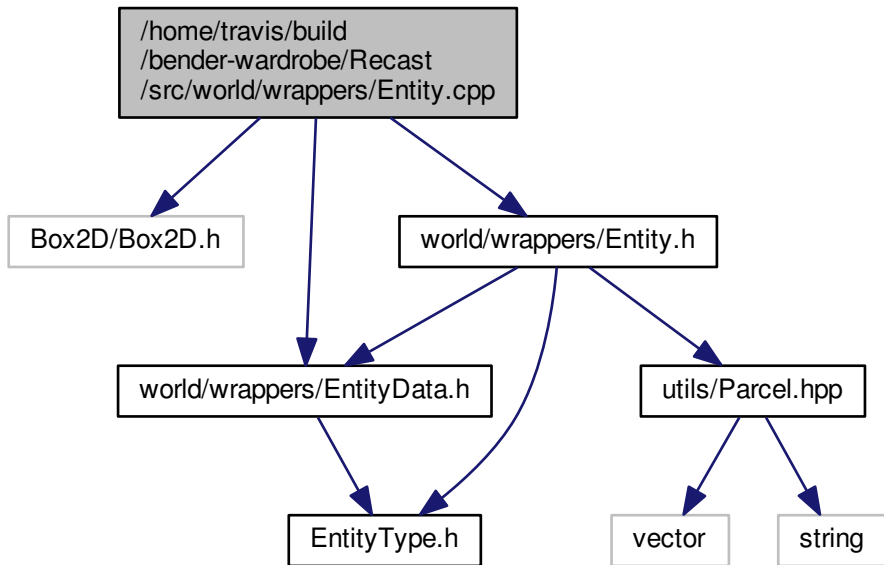 /home/travis/build
/bender-wardrobe/Recast
/src/world/wrappers/Entity.cpp
Box2D/Box2D.h
world/wrappers/Entity.h
world/wrappers/EntityData.h
utils/Parcel.hpp
EntityType.h
vector
string